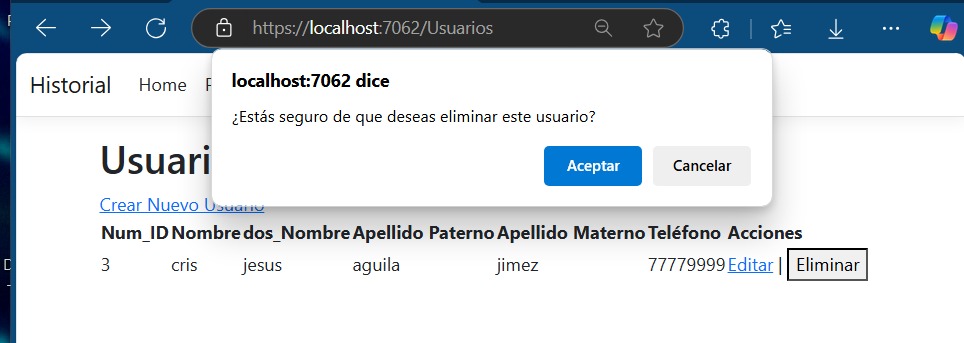 https://localhost:7062/Usuarios
localhost:7062 dice
¿Estás seguro de que deseas eliminar este usuario?
Aceptar Cancelar
Historial Home
Usuari
Crear Nuevo Usuario
Num_ID Nombre dos_Nombre Apellido Paterno Apellido Materno Teléfono Acciones
3 cris jesus aguila jimez 77779999 Editar | Eliminar